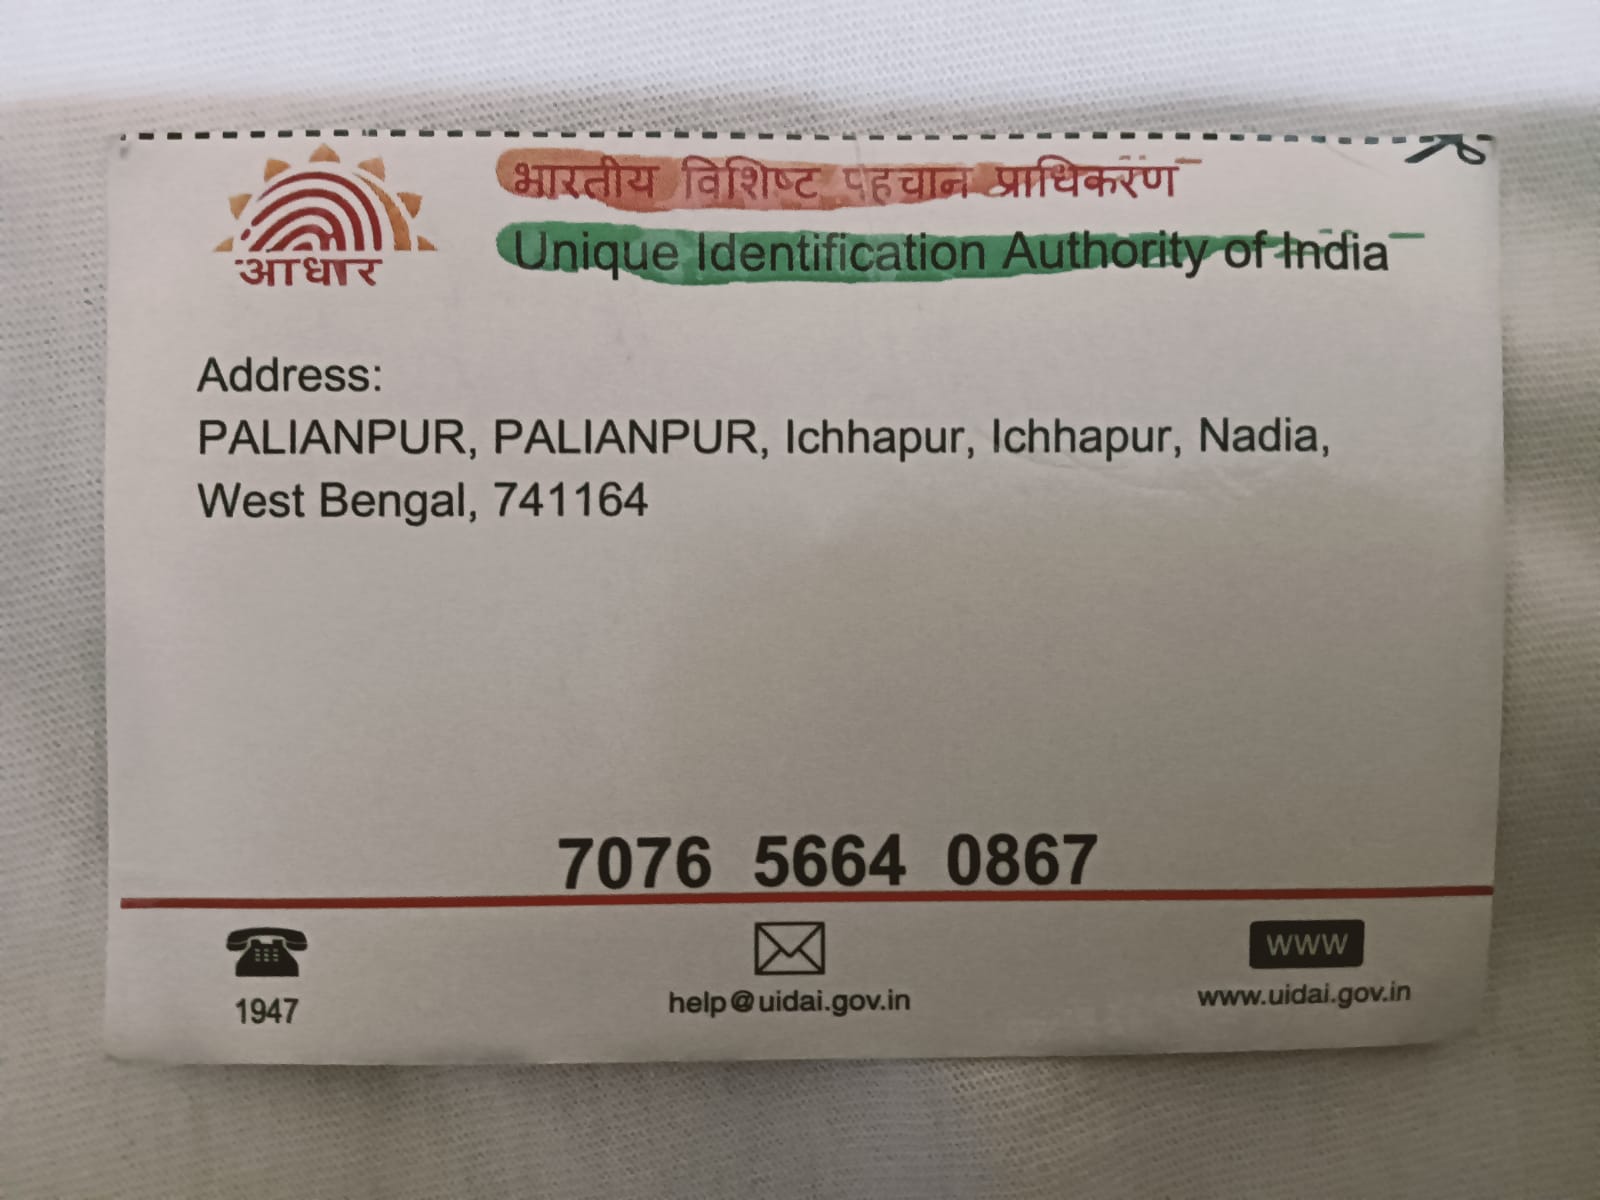 भारतीय विशिष्ट पहचान प्राधिकरण
आधार
Unique Identification Authority of India
Address:
PALIANPUR, PALIANPUR, Ichhapur, Ichhapur, Nadia,
West Bengal, 741164
7076 5664 0867
WWW
1947
help@uidai.gov.in
www.uidai.gov.in